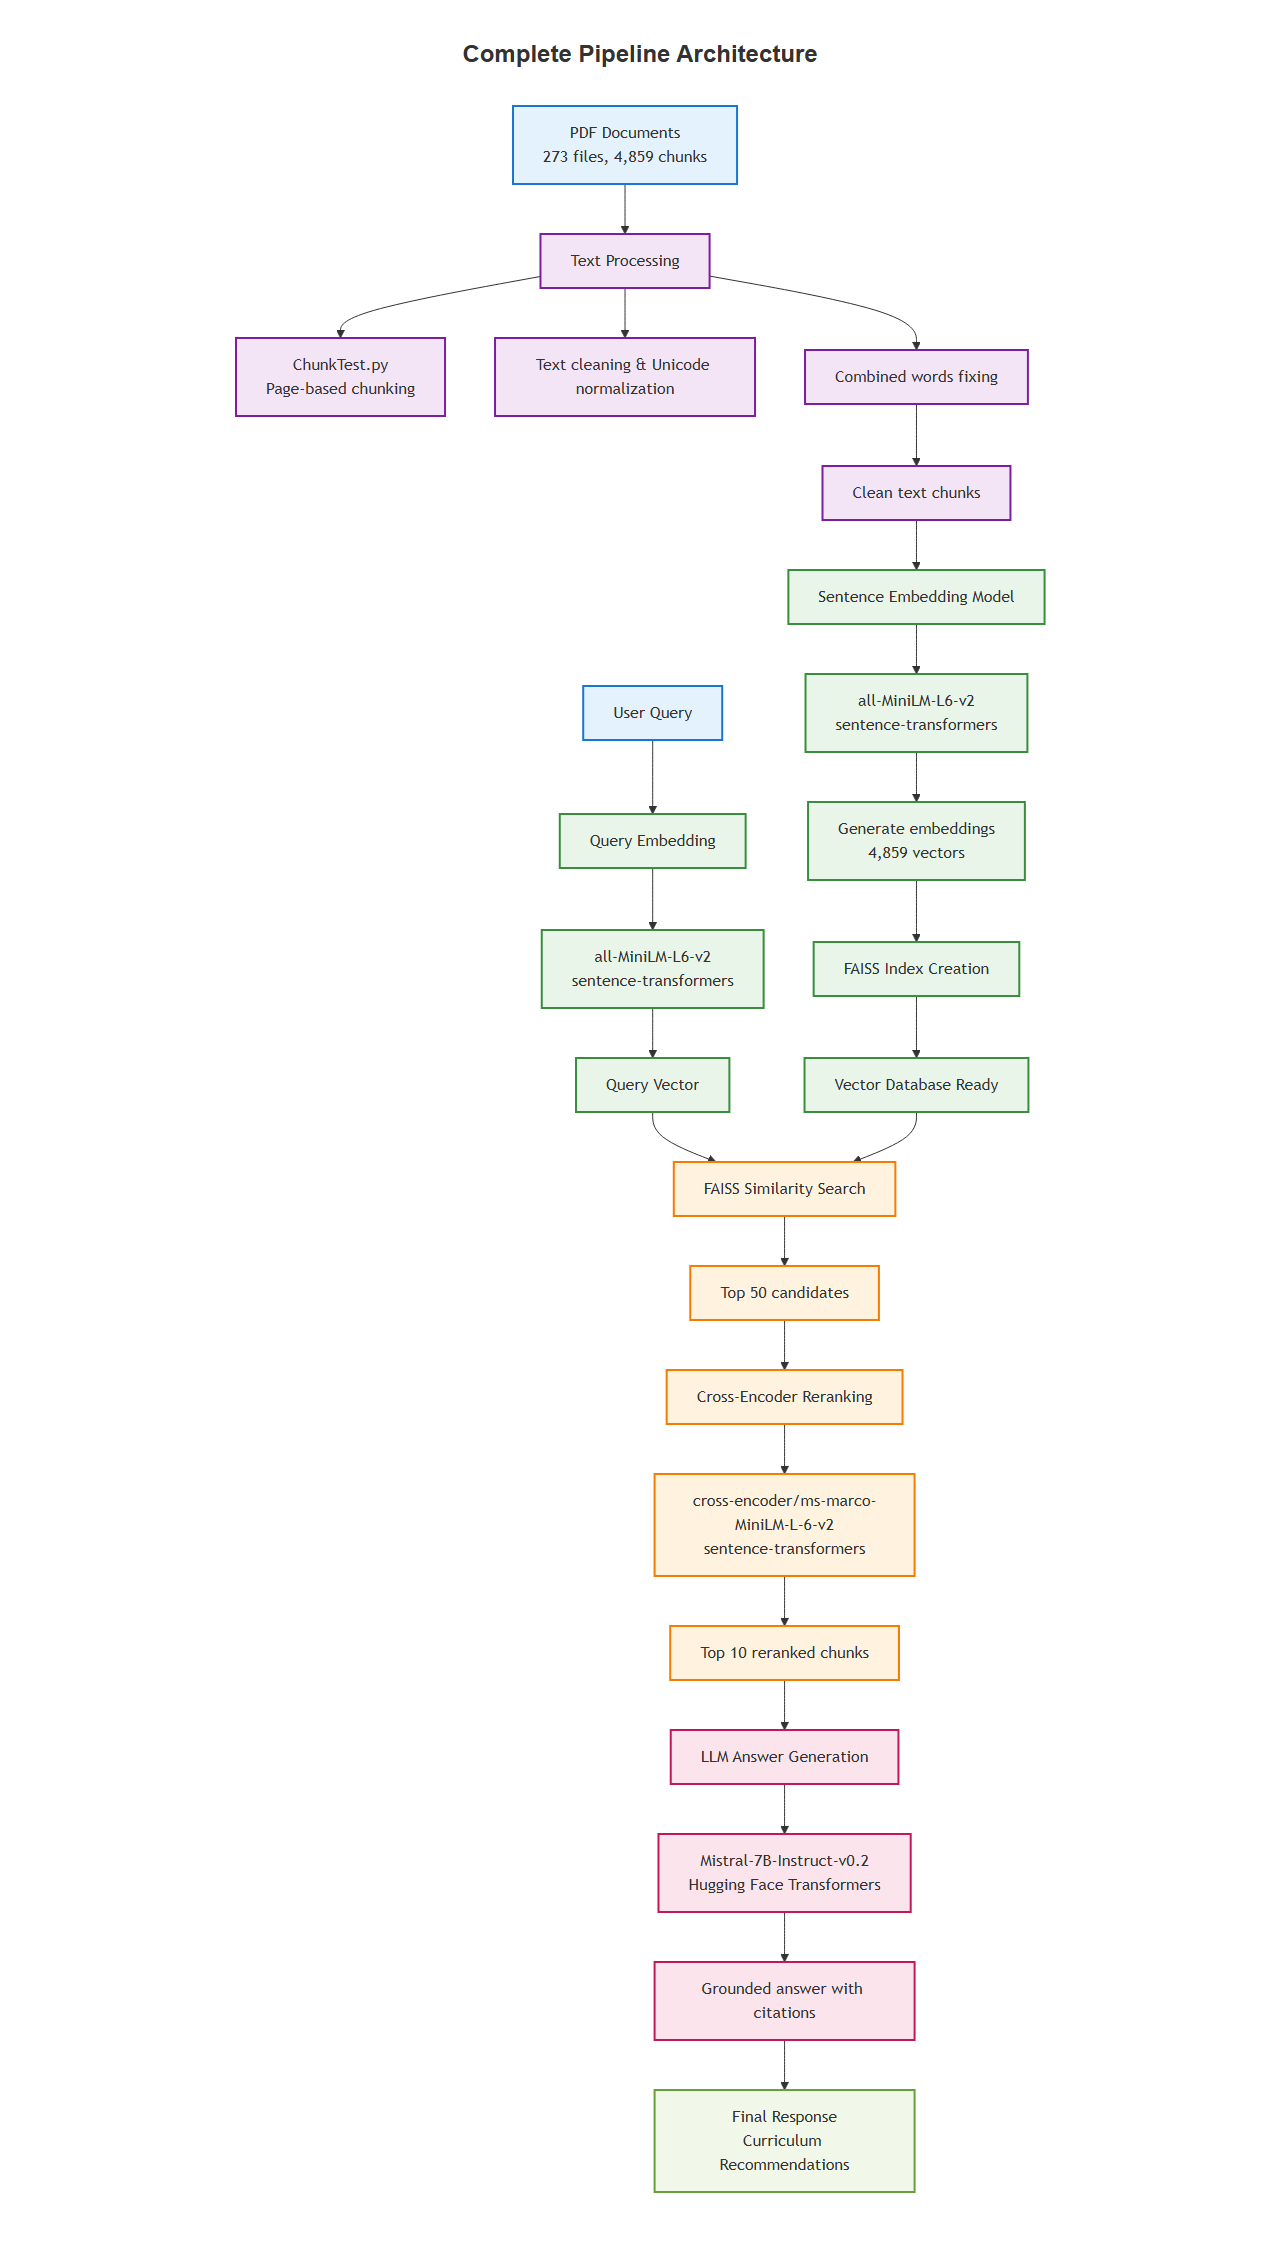 Complete Pipeline Architecture
PDF Documents
273 files, 4,859 chunks
Text Processing
ChunkTest.py
Page-based chunking
Text cleaning & Unicode
normalization
Combined words fixing
Clean text chunks
Sentence Embedding Model
all-MiniLM-L6-v2
sentence-transformers
User Query
Generate embeddings
4,859 vectors
Query Embedding
all-MiniLM-L6-v2
sentence-transformers
FAISS Index Creation
Query Vector
Vector Database Ready
FAISS Similarity Search
Top 50 candidates
Cross-Encoder Reranking
cross-encoder/ms-marco-
MiniLM-L-6-v2
sentence-transformers
Top 10 reranked chunks
LLM Answer Generation
Mistral-7B-Instruct-v0.2
Hugging Face Transformers
Grounded answer with
citations
Final Response
Curriculum
Recommendations